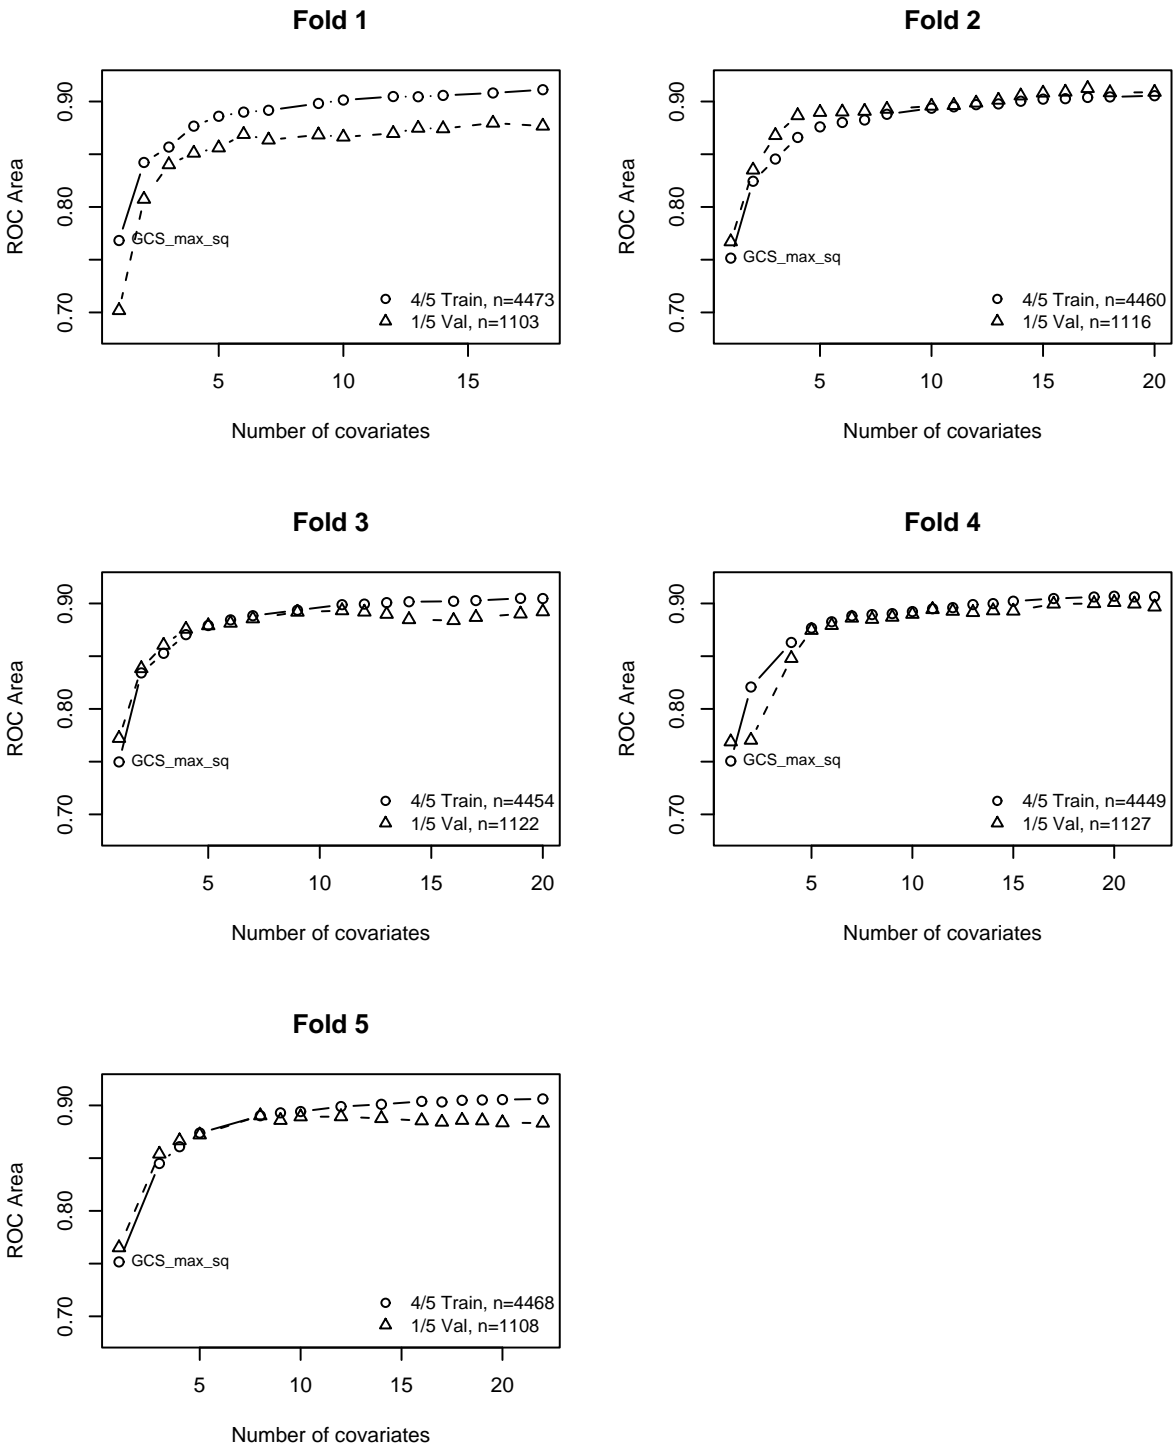 Fold 1
ROC Area
0.90
0.80
0.70
GCS_max_sq
4/5 Train, n=4473
1/5 Val, n=1103
5 10 15
Number of covariates
Fold 2
ROC Area
0.90
0.80
0.70
GCS_max_sq
4/5 Train, n=4460
1/5 Val, n=1116
5 10 15 20
Number of covariates
Fold 3
ROC Area
0.90
0.80
0.70
GCS_max_sq
4/5 Train, n=4454
1/5 Val, n=1122
5 10 15 20
Number of covariates
Fold 4
ROC Area
0.90
0.80
0.70
GCS_max_sq
4/5 Train, n=4449
1/5 Val, n=1127
5 10 15 20
Number of covariates
Fold 5
ROC Area
0.90
0.80
0.70
GCS_max_sq
4/5 Train, n=4468
1/5 Val, n=1108
5 10 15 20
Number of covariates